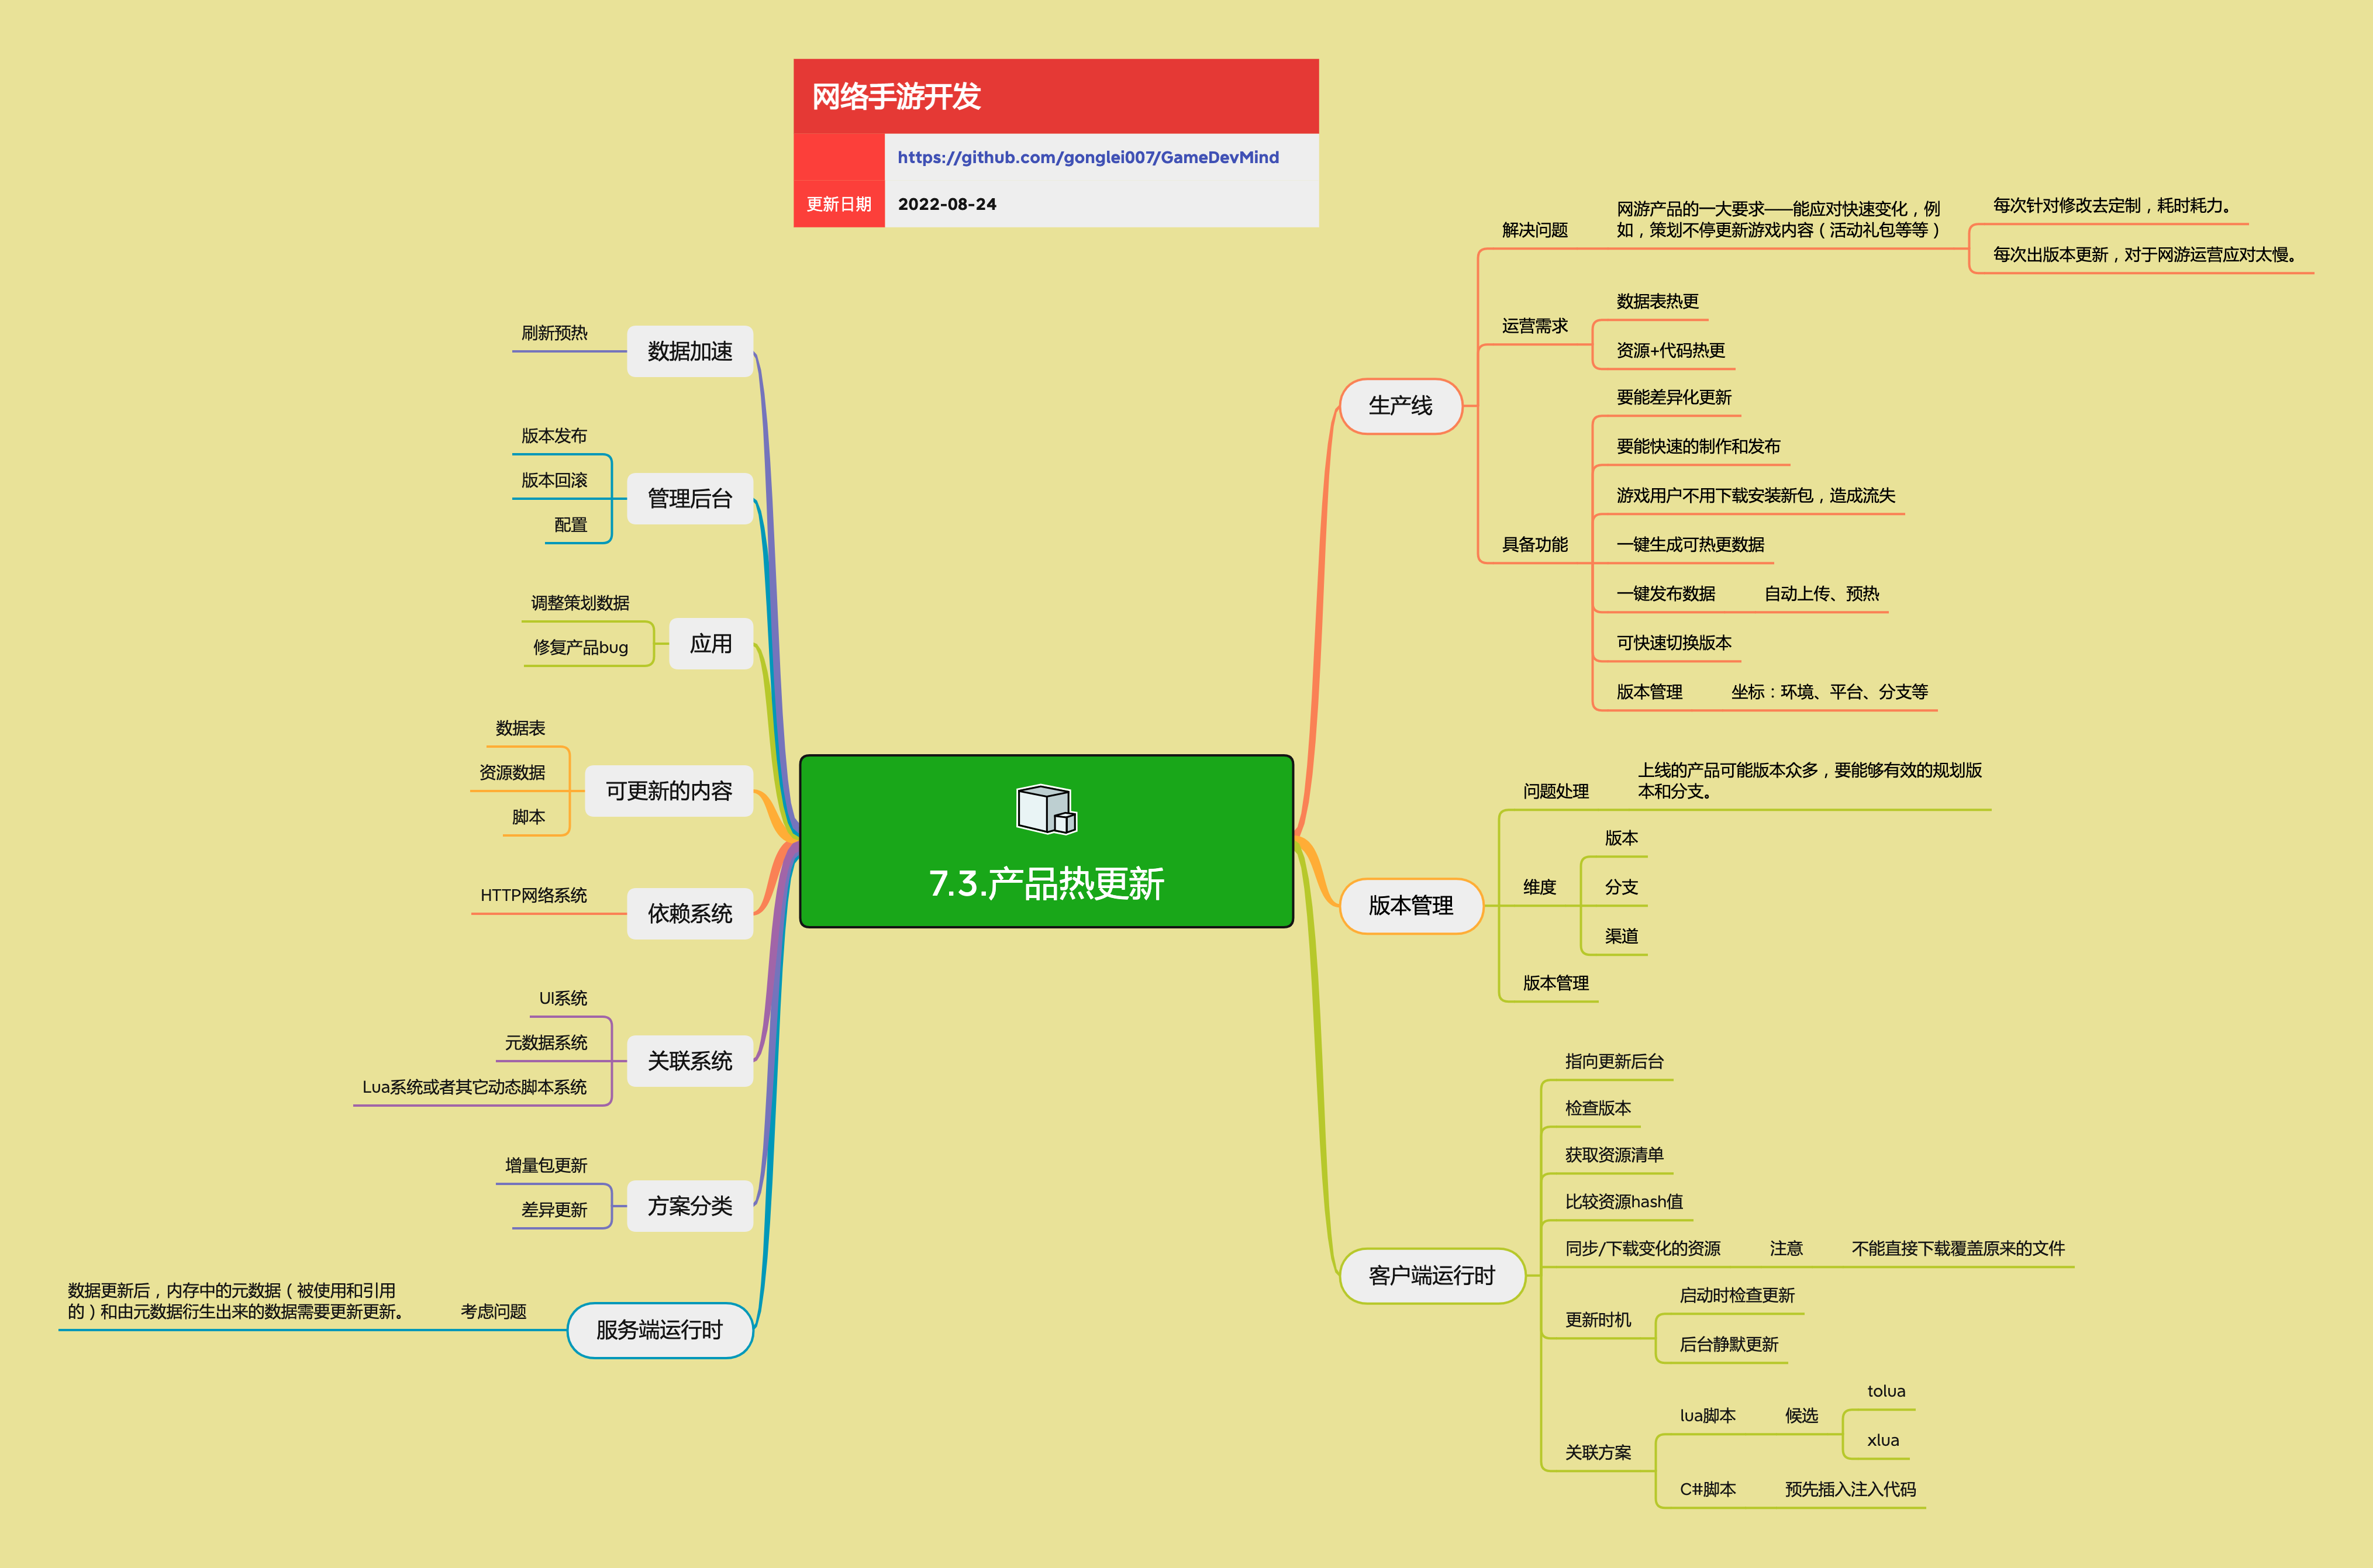 网络手游开发
https://github.com/gonglei007/GameDevMind
更新日期 2022-08-24
7.3.产品热更新
生产线
解决问题
网游产品的一大要求——能应对快速变化，例
如，策划不停更新游戏内容（活动礼包等等）
每次针对修改去定制，耗时耗力。
每次出版本更新，对于网游运营应对太慢。
运营需求
数据表热更
资源+代码热更
具备功能
要能差异化更新
要能快速的制作和发布
游戏用户不用下载安装新包，造成流失
一键生成可热更数据
一键发布数据
自动上传、预热
可快速切换版本
版本管理
坐标：环境、平台、分支等
版本管理
问题处理
上线的产品可能版本众多，要能够有效的规划版
本和分支。
维度
版本
分支
渠道
版本管理
客户端运行时
指向更新后台
检查版本
获取资源清单
比较资源hash值
同步/下载变化的资源
注意
不能直接下载覆盖原来的文件
更新时机
启动时检查更新
后台静默更新
关联方案
lua脚本
候选
tolua
xlua
C#脚本
预先插入注入代码
数据加速
刷新预热
管理后台
版本发布
版本回滚
配置
应用
调整策划数据
修复产品bug
可更新的内容
数据表
资源数据
脚本
依赖系统
HTTP网络系统
关联系统
UI系统
元数据系统
Lua系统或者其它动态脚本系统
方案分类
增量包更新
差异更新
服务端运行时
考虑问题
数据更新后，内存中的元数据（被使用和引用
的）和由元数据衍生出来的数据需要更新更新。